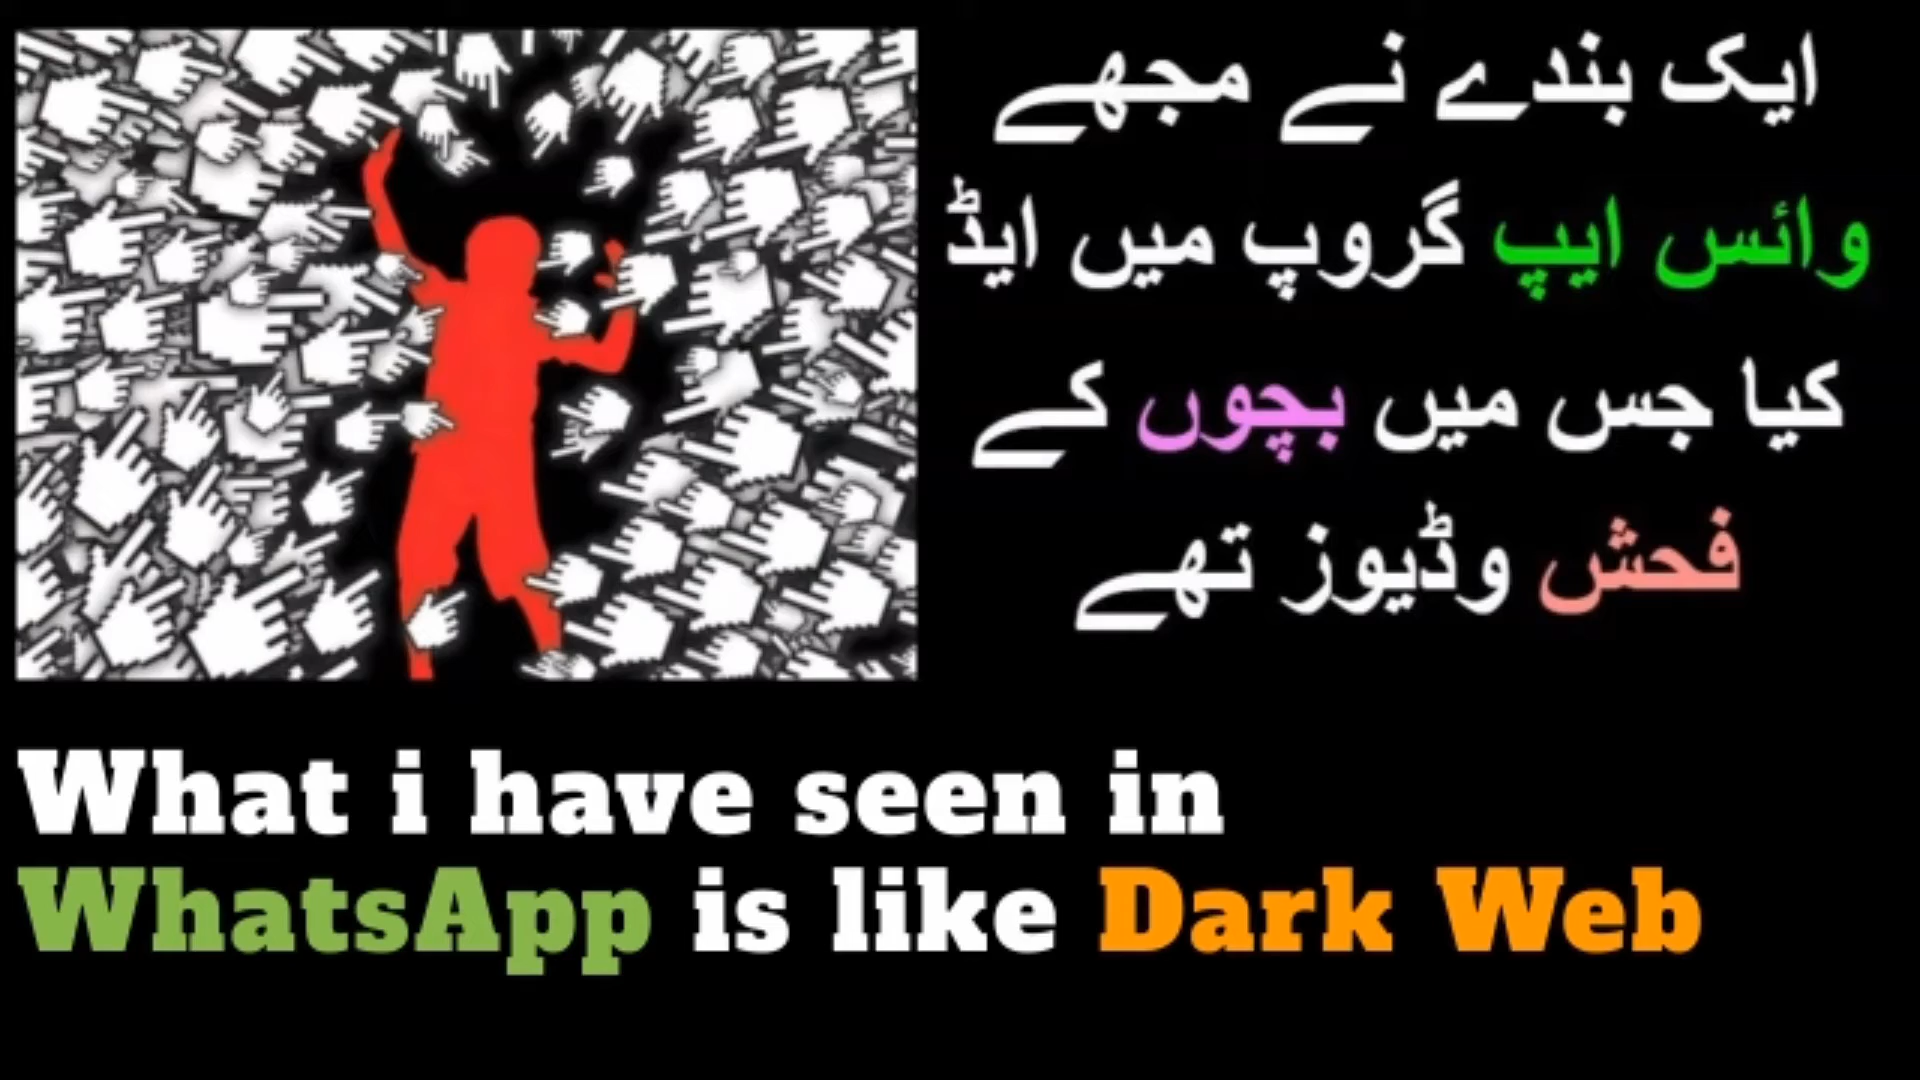 ایک بندے نے مجھے
وائس ایپ گروپ میں ایڈ
کیا جس میں بچوں کے
فحش وڈیوز تھے
What i have seen in
WhatsApp is like Dark Web